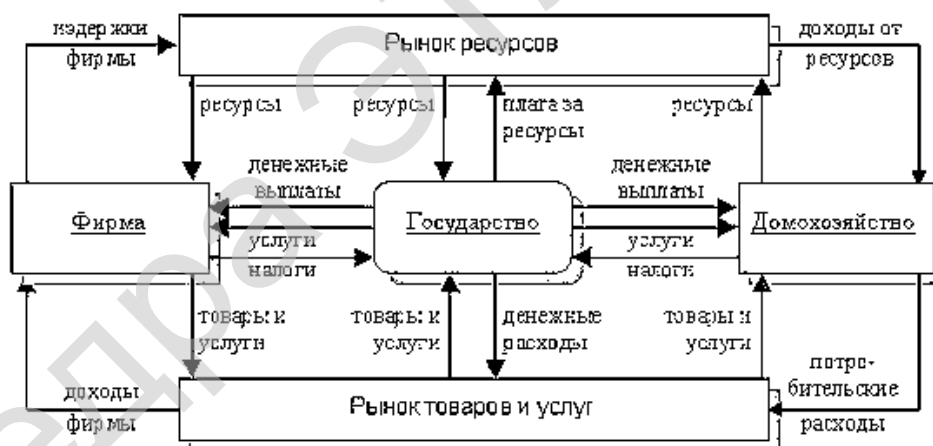 издержки
фирмы
Рынок ресурсов
доходы от
ресурсов
ресурсы
ресурсы
плата за
ресурсы
ресурсы
денежные
выплаты
денежные
выплаты
Фирма
Государство
Домохозяйство
услуги
налоги
услуги
налоги
товары и
услуги
товары и
услуги
денежные
расходы
товары и
услуги
доходы
фирмы
Рынок товаров и услуг
потре-
бительские
расходы